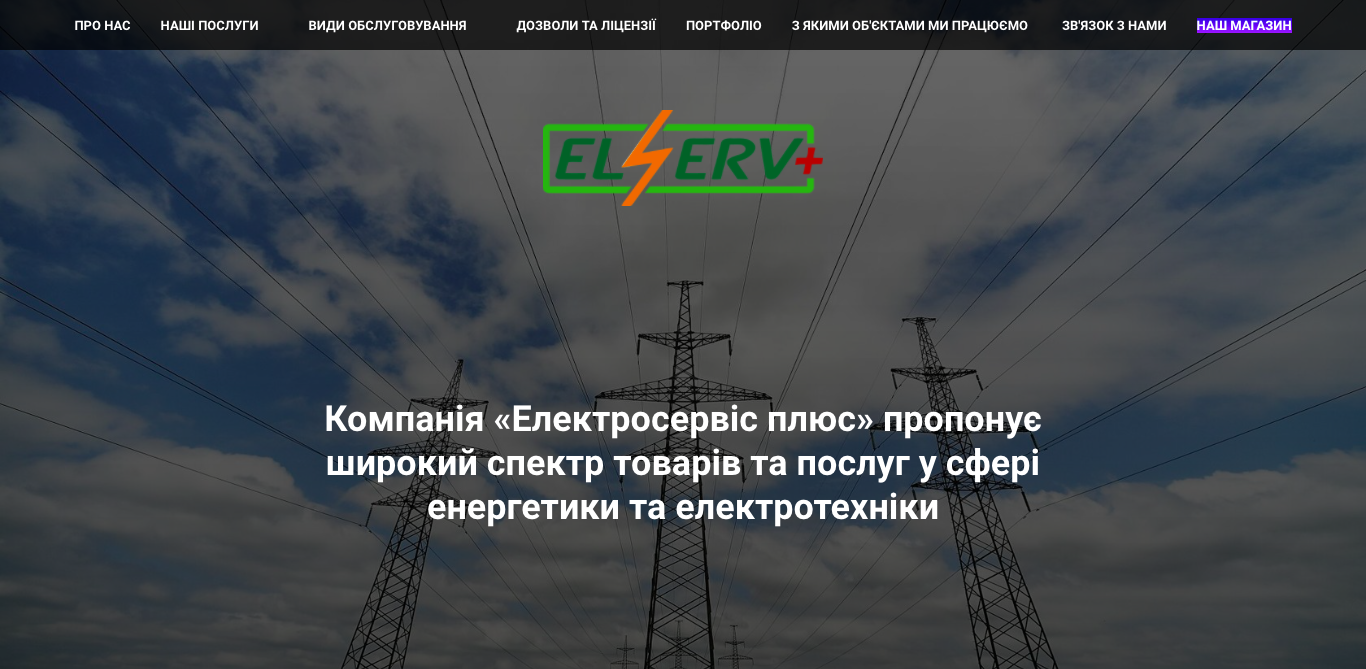 ПРО НАС НАШІ ПОСЛУГИ ВИДИ ОБСЛУГОВУВАННЯ ДОЗВОЛИ ТА ЛІЦЕНЗІЇ ПОРТФОЛІО З ЯКИМИ ОБ'ЄКТАМИ МИ ПРАЦЮЄМО ЗВ'ЯЗОК З НАМИ НАШ МАГАЗИН
ELSERV+
Компанія «Електросервіс плюс» пропонує
широкий спектр товарів та послуг у сфері
енергетики та електротехніки